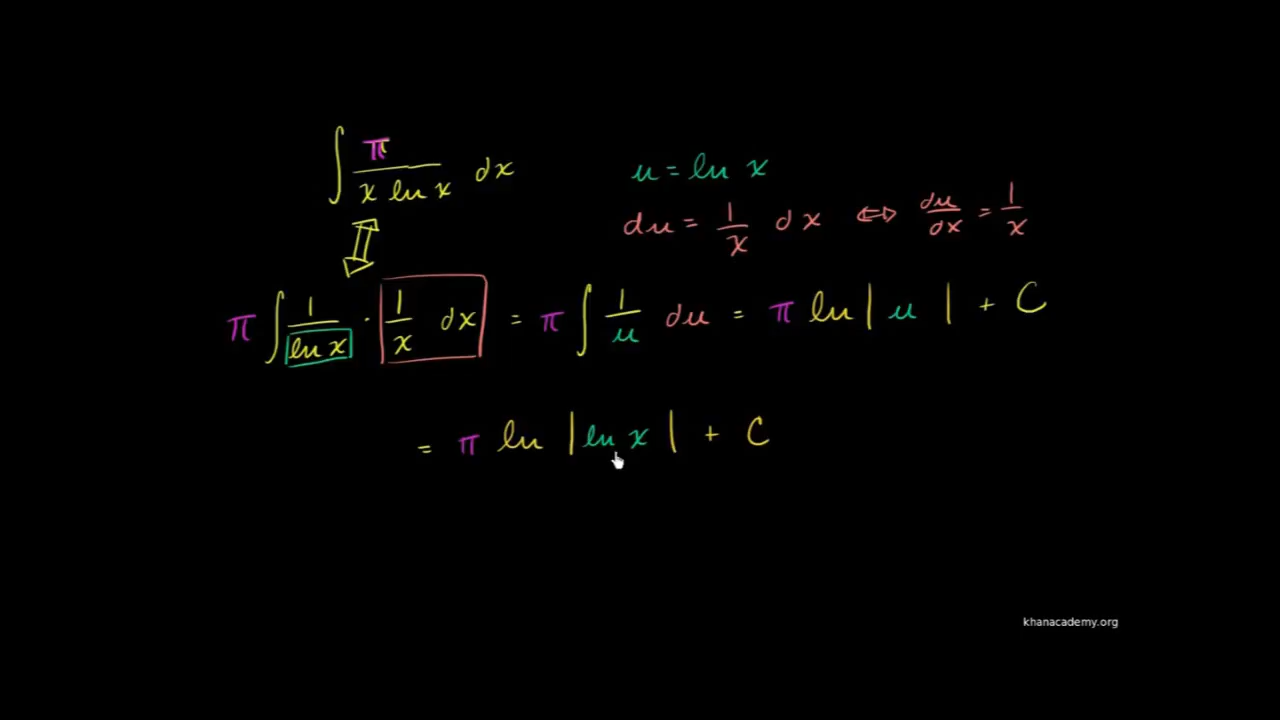 ∫ π / (x ln x) dx
u = ln x
du = 1/x dx ⇔ du/dx = 1/x
π ∫ 1/(ln x) · 1/x dx = π ∫ 1/u du = π ln|u| + C
= π ln |ln x| + C
khanacademy.org